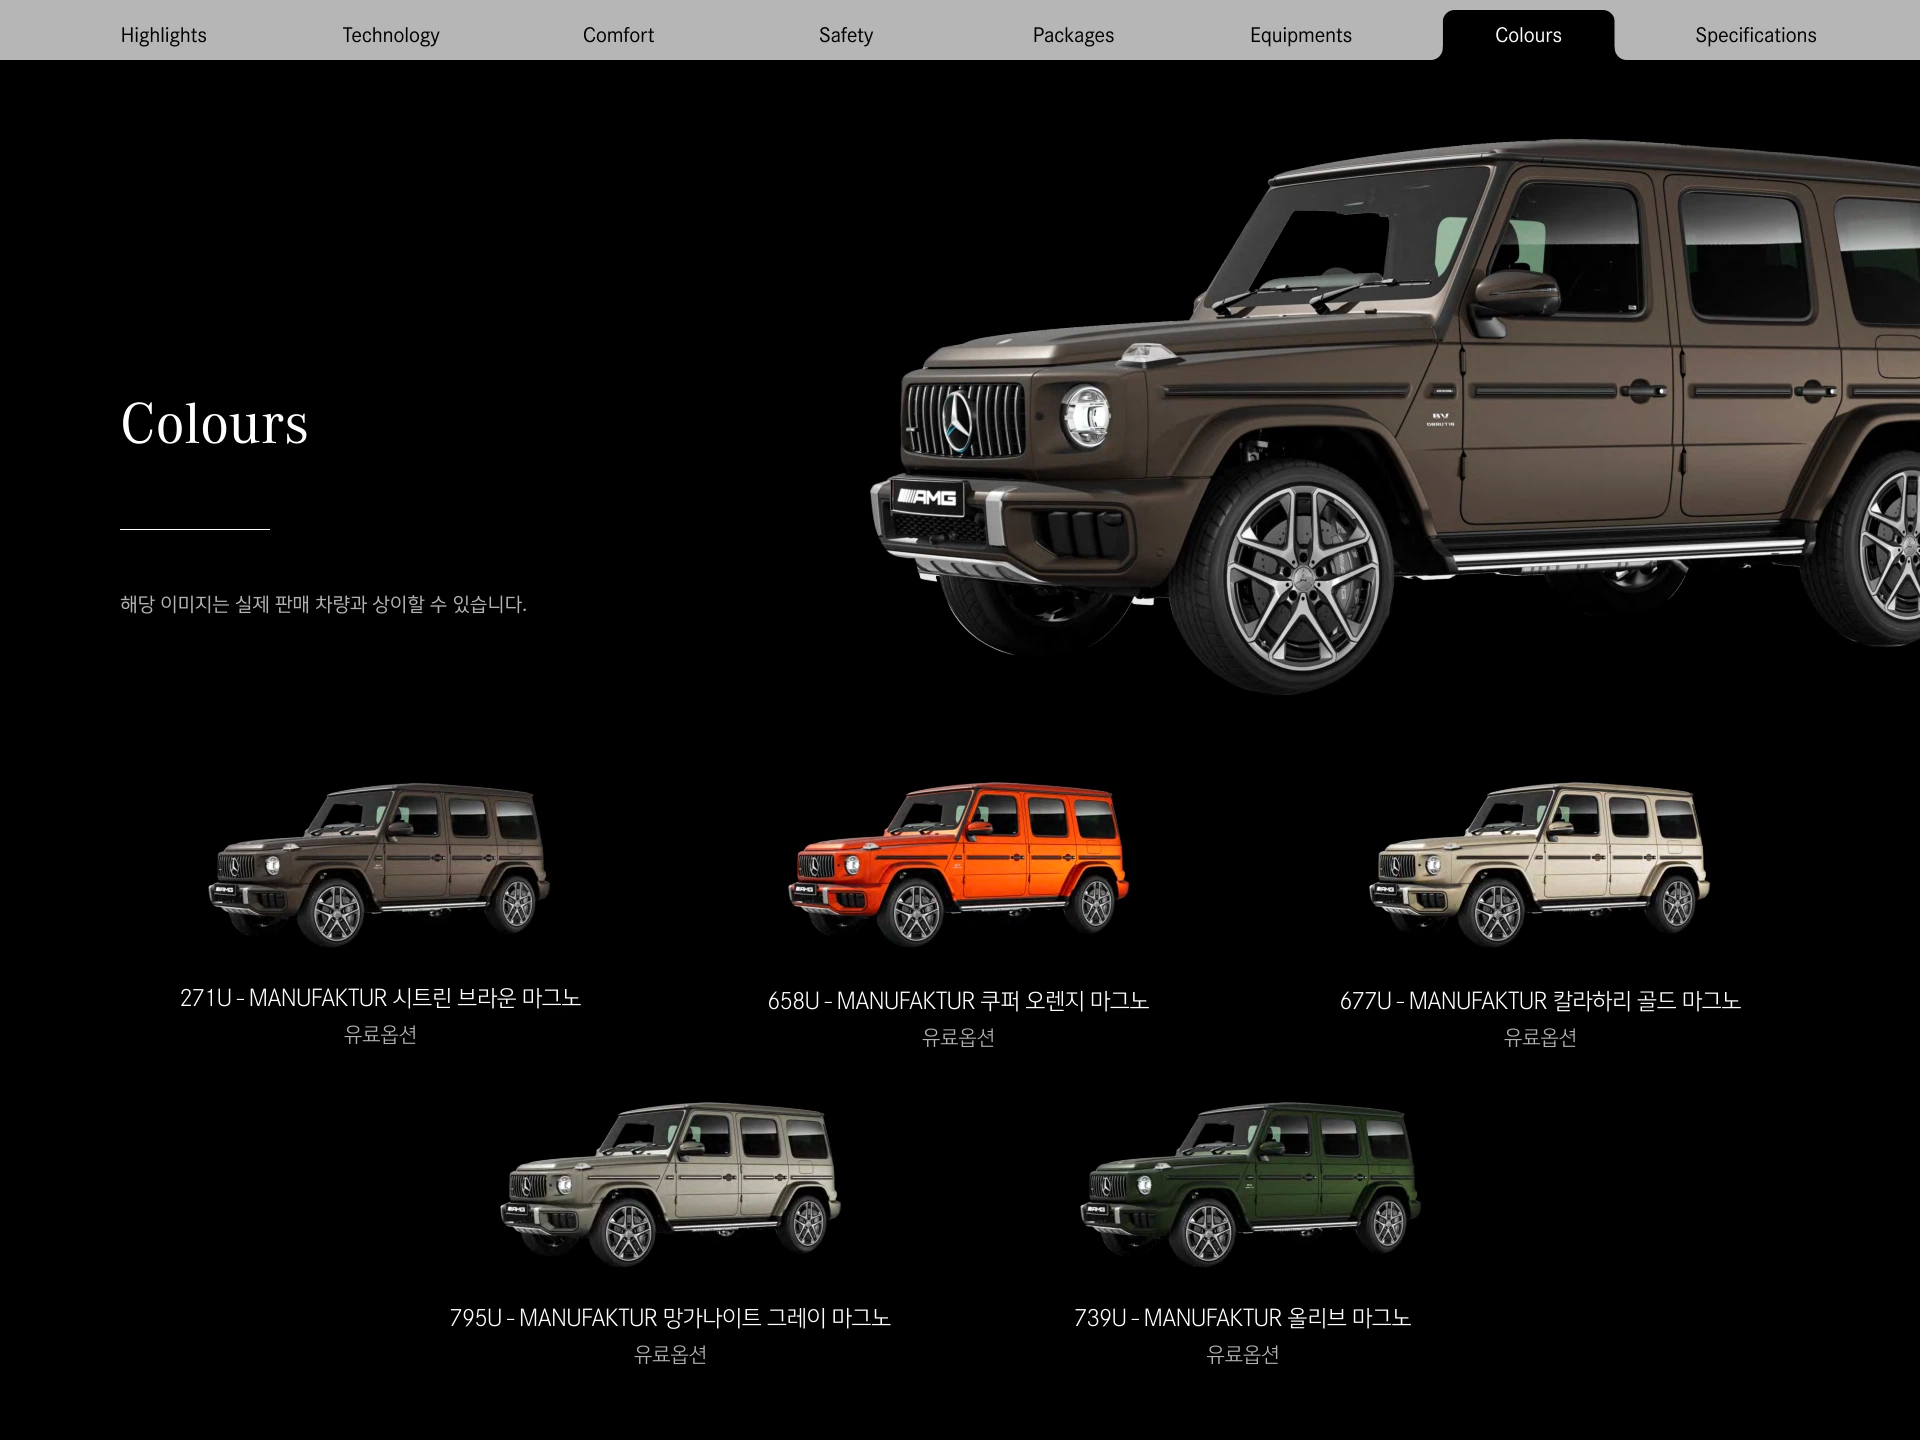 Highlights
Technology
Comfort
Safety
Packages
Equipments
Colours
Specifications
Colours
해당 이미지는 실제 판매 차량과 상이할 수 있습니다.
AMG
271U - MANUFAKTUR 시트린 브라운 마그노
유료옵션
658U - MANUFAKTUR 쿠퍼 오렌지 마그노
유료옵션
677U - MANUFAKTUR 칼라하리 골드 마그노
유료옵션
795U - MANUFAKTUR 망가나이트 그레이 마그노
유료옵션
739U - MANUFAKTUR 올리브 마그노
유료옵션